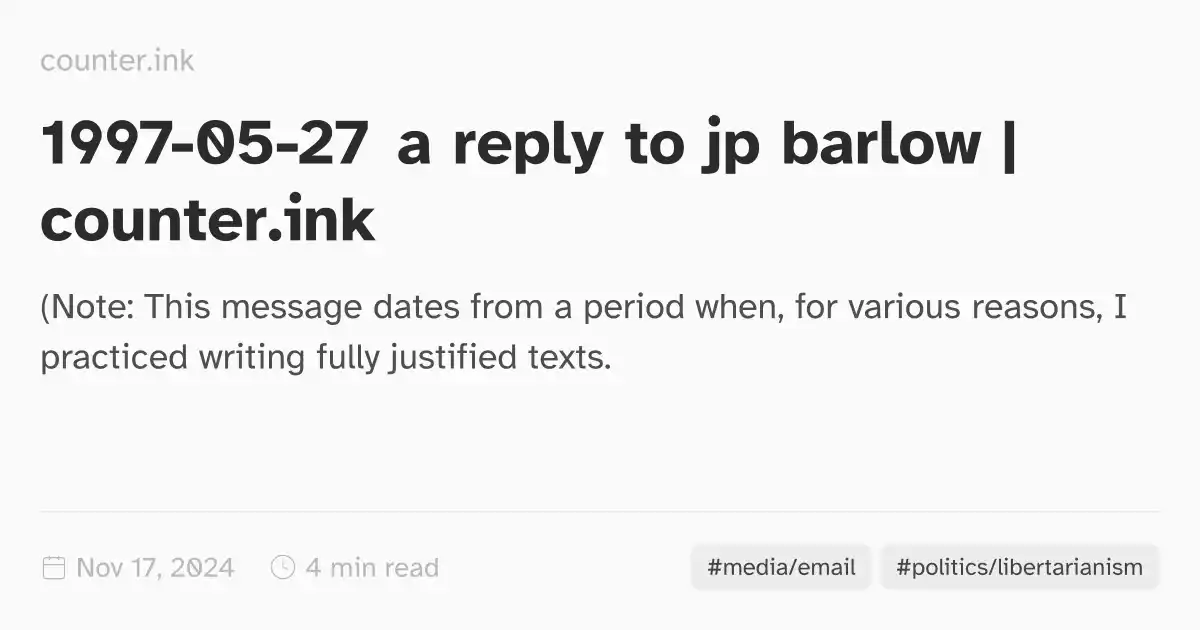 counter.ink
1997-05-27 a reply to jp barlow |
counter.ink
(Note: This message dates from a period when, for various reasons, I
practiced writing fully justified texts.
Nov 17, 2024
4 min read
#media/email
#politics/libertarianism